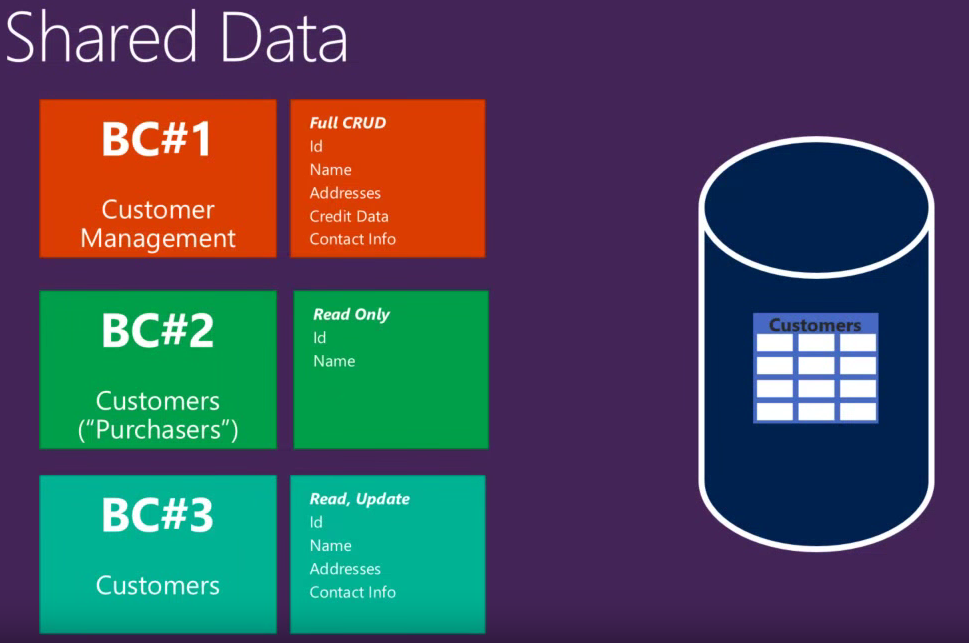 Shared Data
BC#1
Customer
Management
Full CRUD
Id
Name
Addresses
Credit Data
Contact Info
BC#2
Customers
(“Purchasers”)
Read Only
Id
Name
BC#3
Customers
Read, Update
Id
Name
Addresses
Contact Info
Customers